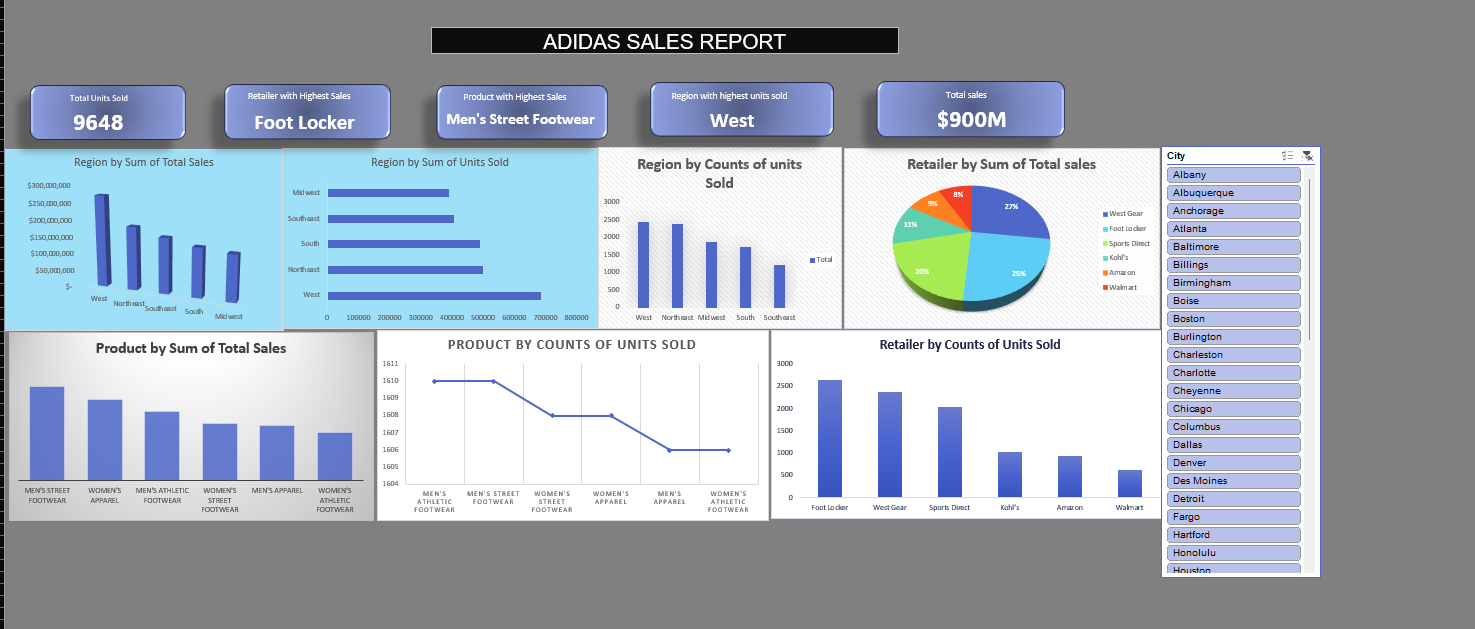 ADIDAS SALES REPORT
Total Units Sold
9648
Retailer with Highest Sales
Foot Locker
Product with Highest Sales
Men's Street Footwear
Region with highest units sold
West
Total sales
$900M
Region by Sum of Total Sales
$300,000,000
$250,000,000
$200,000,000
$150,000,000
$100,000,000
$50,000,000
$-
West
Northeast
Southeast
South
Midwest
Region by Sum of Units Sold
Midwest
Southeast
South
Northeast
West
0 100000 200000 300000 400000 500000 600000 700000 800000
Region by Counts of units
Sold
3000
2500
2000
1500
1000
500
0
West Northeast Midwest South Southeast
Total
Retailer by Sum of Total sales
27%
25%
20%
11%
9%
8%
West Gear
Foot Locker
Sports Direct
Kohl's
Amazon
Walmart
Product by Sum of Total Sales
MEN'S STREET
FOOTWEAR
WOMEN'S
APPAREL
MEN'S ATHLETIC
FOOTWEAR
WOMEN'S
STREET
FOOTWEAR
MEN'S APPAREL
WOMEN'S
ATHLETIC
FOOTWEAR
PRODUCT BY COUNTS OF UNITS SOLD
1611
1610
1609
1608
1607
1606
1605
1604
MEN'S
ATHLETIC
FOOTWEAR
MEN'S STREET
FOOTWEAR
WOMEN'S
STREET
FOOTWEAR
WOMEN'S
APPAREL
MEN'S
APPAREL
WOMEN'S
ATHLETIC
FOOTWEAR
Retailer by Counts of Units Sold
3000
2500
2000
1500
1000
500
0
Foot Locker West Gear Sports Direct Kohl's Amazon Walmart
City
Albany
Albuquerque
Anchorage
Atlanta
Baltimore
Billings
Birmingham
Boise
Boston
Burlington
Charleston
Charlotte
Cheyenne
Chicago
Columbus
Dallas
Denver
Des Moines
Detroit
Fargo
Hartford
Honolulu
Houston